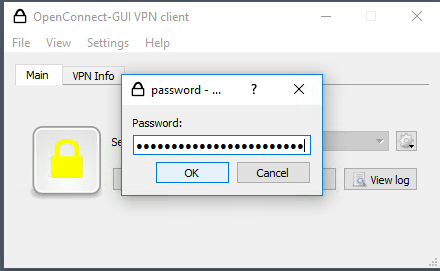 OpenConnect-GUI VPN client
File View Settings Help
Main VPN Info
password - ...
?
Password:
●●●●●●●●●●●●●●●●●●●●●●●●
Se
OK Cancel
View log